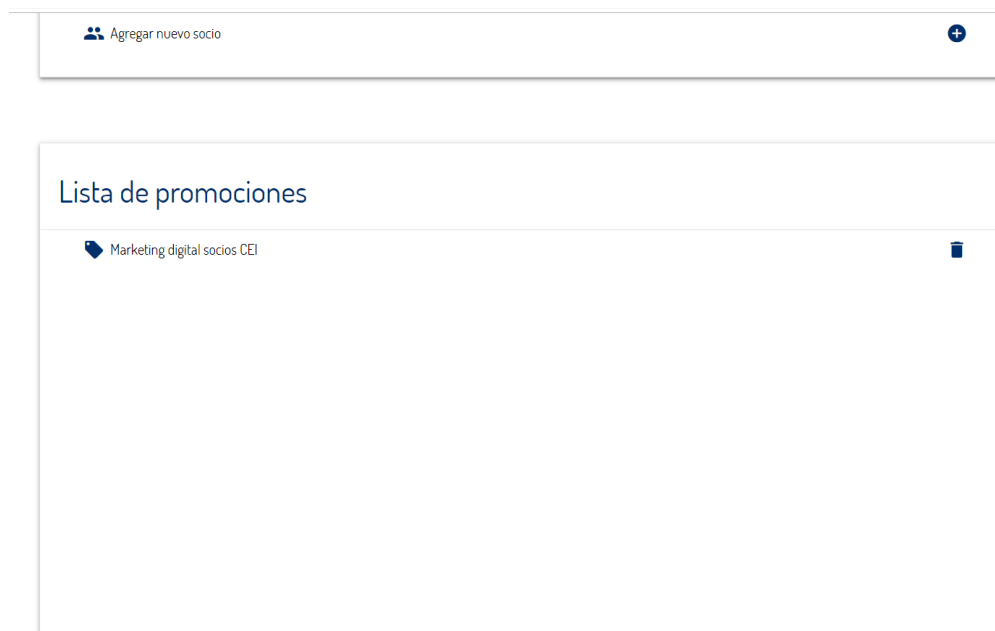 Agregar nuevo socio
Lista de promociones
Marketing digital socios CEI